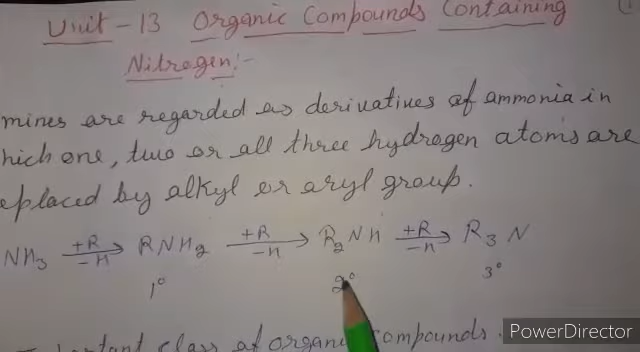 Unit - 13 Organic Compounds Containing
Nitrogen:-
mines are regarded as derivatives of ammonia in
hich one, two or all three hydrogen atoms are
eplaced by alkyl or aryl group.
NH3 +R/-H → RNH2 +R/-H → R2NH +R/-H → R3N
1° 2° 3°
tant class of organi compounds.
PowerDirector